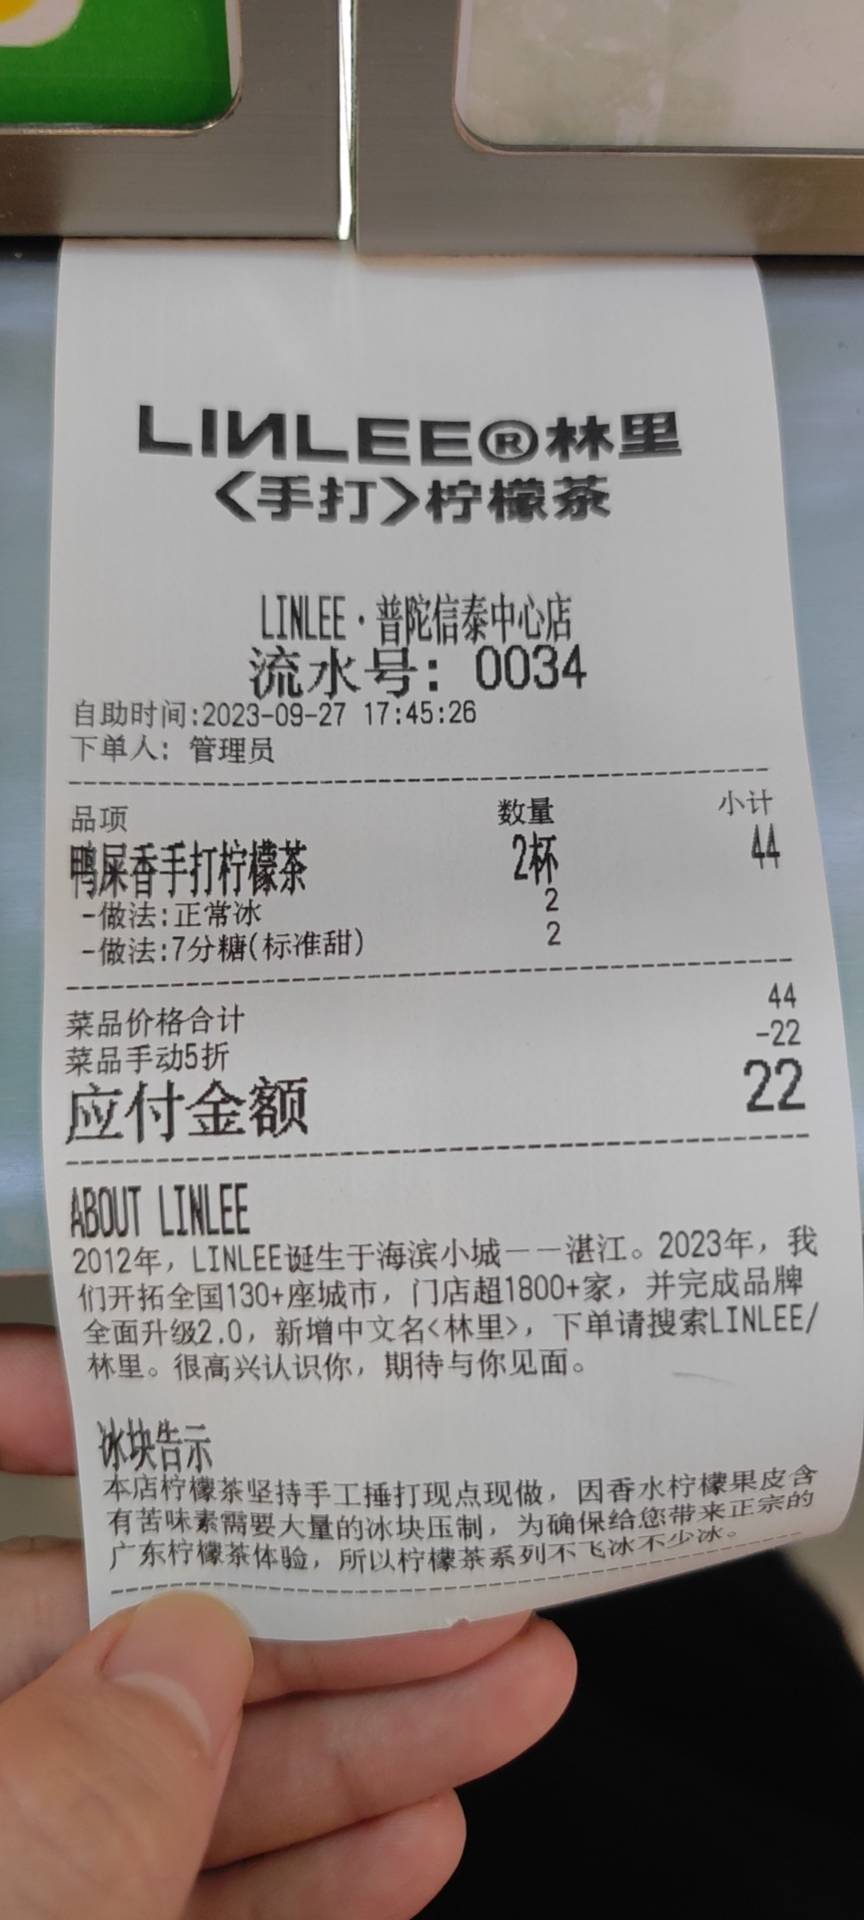 LINLEE®林里
<手打>柠檬茶
LINLEE·普陀信泰中心店
流水号: 0034
自助时间:2023-09-27 17:45:26
下单人: 管理员
品项 数量 小计
鸭屎香手打柠檬茶 2杯 44
-做法:正常冰 2
-做法:7分糖(标准甜) 2
菜品价格合计 44
菜品手动5折 -22
应付金额 22
ABOUT LINLEE
2012年，LINLEE诞生于海滨小城——湛江。2023年，我
们开拓全国130+座城市，门店超1800+家，并完成品牌
全面升级2.0，新增中文名<林里>，下单请搜索LINLEE/
林里。很高兴认识你，期待与你见面。
冰块告示
本店柠檬茶坚持手工捶打现点现做，因香水柠檬果皮含
有苦味素需要大量的冰块压制，为确保给您带来正宗的
广东柠檬茶体验，所以柠檬茶系列不飞冰不少冰。